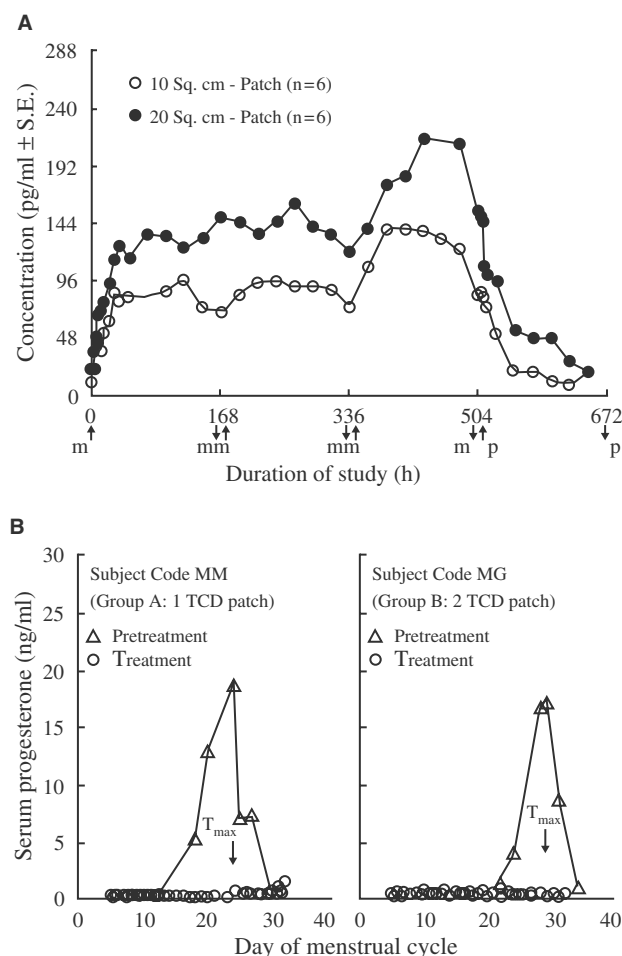 A
288
240
192
144
96
48
0
Concentration (pg/ml ± S.E.)
10 Sq. cm - Patch (n=6)
20 Sq. cm - Patch (n=6)
0 168 336 504 672
m mm mm m p p
Duration of study (h)
B
30
25
20
15
10
5
0
Serum progesterone (ng/ml)
Subject Code MM
(Group A: 1 TCD patch)
Pretreatment
Treatment
Tmax
0 10 20 30 40
Subject Code MG
(Group B: 2 TCD patch)
Pretreatment
Treatment
Tmax
0 10 20 30 40
Day of menstrual cycle